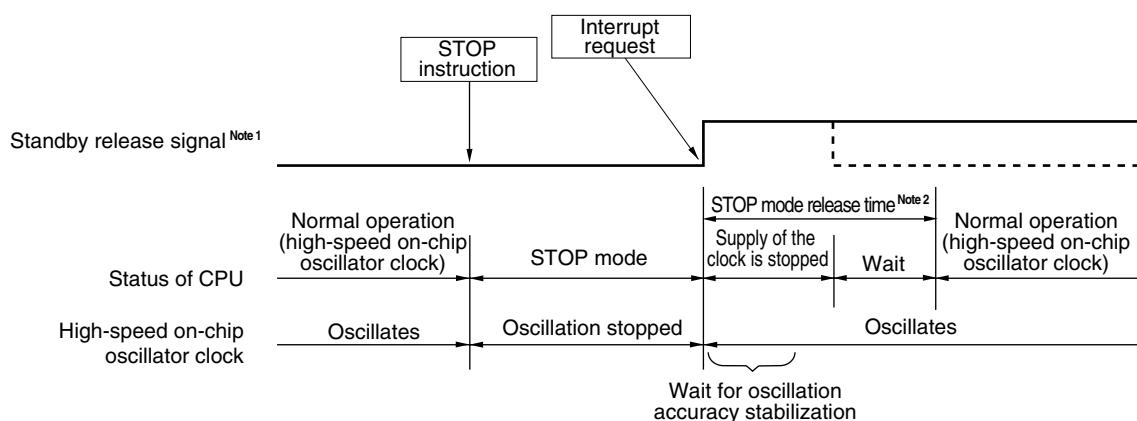 Interrupt
request
STOP
instruction
Standby release signal Note 1
STOP mode release time Note 2
Normal operation
(high-speed on-chip
oscillator clock)
Supply of the
clock is stopped
Normal operation
(high-speed on-chip
oscillator clock)
Status of CPU
STOP mode
Wait
High-speed on-chip
oscillator clock
Oscillates
Oscillation stopped
Oscillates
Wait for oscillation
accuracy stabilization